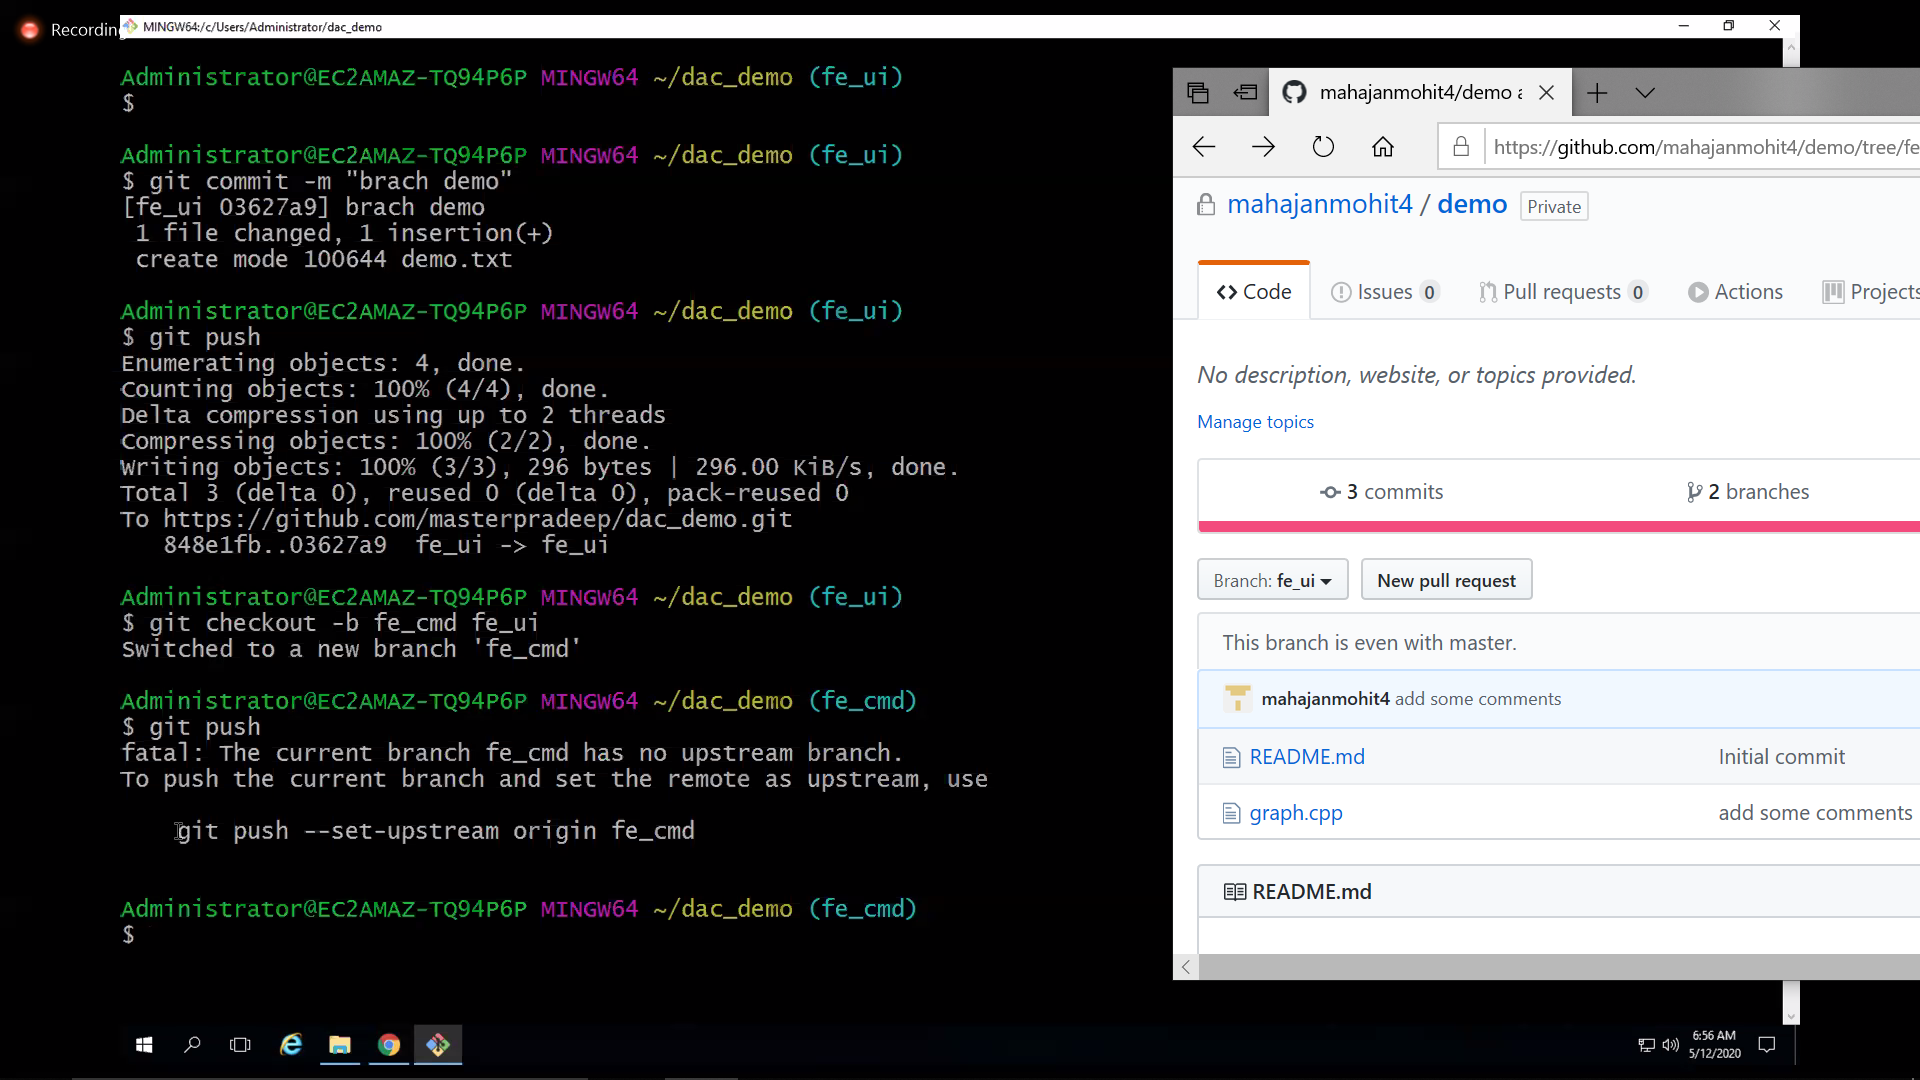 Recording
MINGW64:/c/Users/Administrator/dac_demo
Administrator@EC2AMAZ-TQ94P6P MINGW64 ~/dac_demo (fe_ui)
$
Administrator@EC2AMAZ-TQ94P6P MINGW64 ~/dac_demo (fe_ui)
$ git commit -m "brach demo"
[fe_ui 03627a9] brach demo
1 file changed, 1 insertion(+)
create mode 100644 demo.txt
Administrator@EC2AMAZ-TQ94P6P MINGW64 ~/dac_demo (fe_ui)
$ git push
Enumerating objects: 4, done.
Counting objects: 100% (4/4), done.
Delta compression using up to 2 threads
Compressing objects: 100% (2/2), done.
Writing objects: 100% (3/3), 296 bytes | 296.00 KiB/s, done.
Total 3 (delta 0), reused 0 (delta 0), pack-reused 0
To https://github.com/masterpradeep/dac_demo.git
848e1fb..03627a9 fe_ui -> fe_ui
Administrator@EC2AMAZ-TQ94P6P MINGW64 ~/dac_demo (fe_ui)
$ git checkout -b fe_cmd fe_ui
Switched to a new branch 'fe_cmd'
Administrator@EC2AMAZ-TQ94P6P MINGW64 ~/dac_demo (fe_cmd)
$ git push
fatal: The current branch fe_cmd has no upstream branch.
To push the current branch and set the remote as upstream, use
git push --set-upstream origin fe_cmd
Administrator@EC2AMAZ-TQ94P6P MINGW64 ~/dac_demo (fe_cmd)
$
mahajanmohit4/demo a
https://github.com/mahajanmohit4/demo/tree/fe
mahajanmohit4 / demo Private
Code Issues 0 Pull requests 0 Actions Projects
No description, website, or topics provided.
Manage topics
3 commits 2 branches
Branch: fe_ui New pull request
This branch is even with master.
mahajanmohit4 add some comments
README.md Initial commit
graph.cpp add some comments
README.md
6:56 AM
5/12/2020